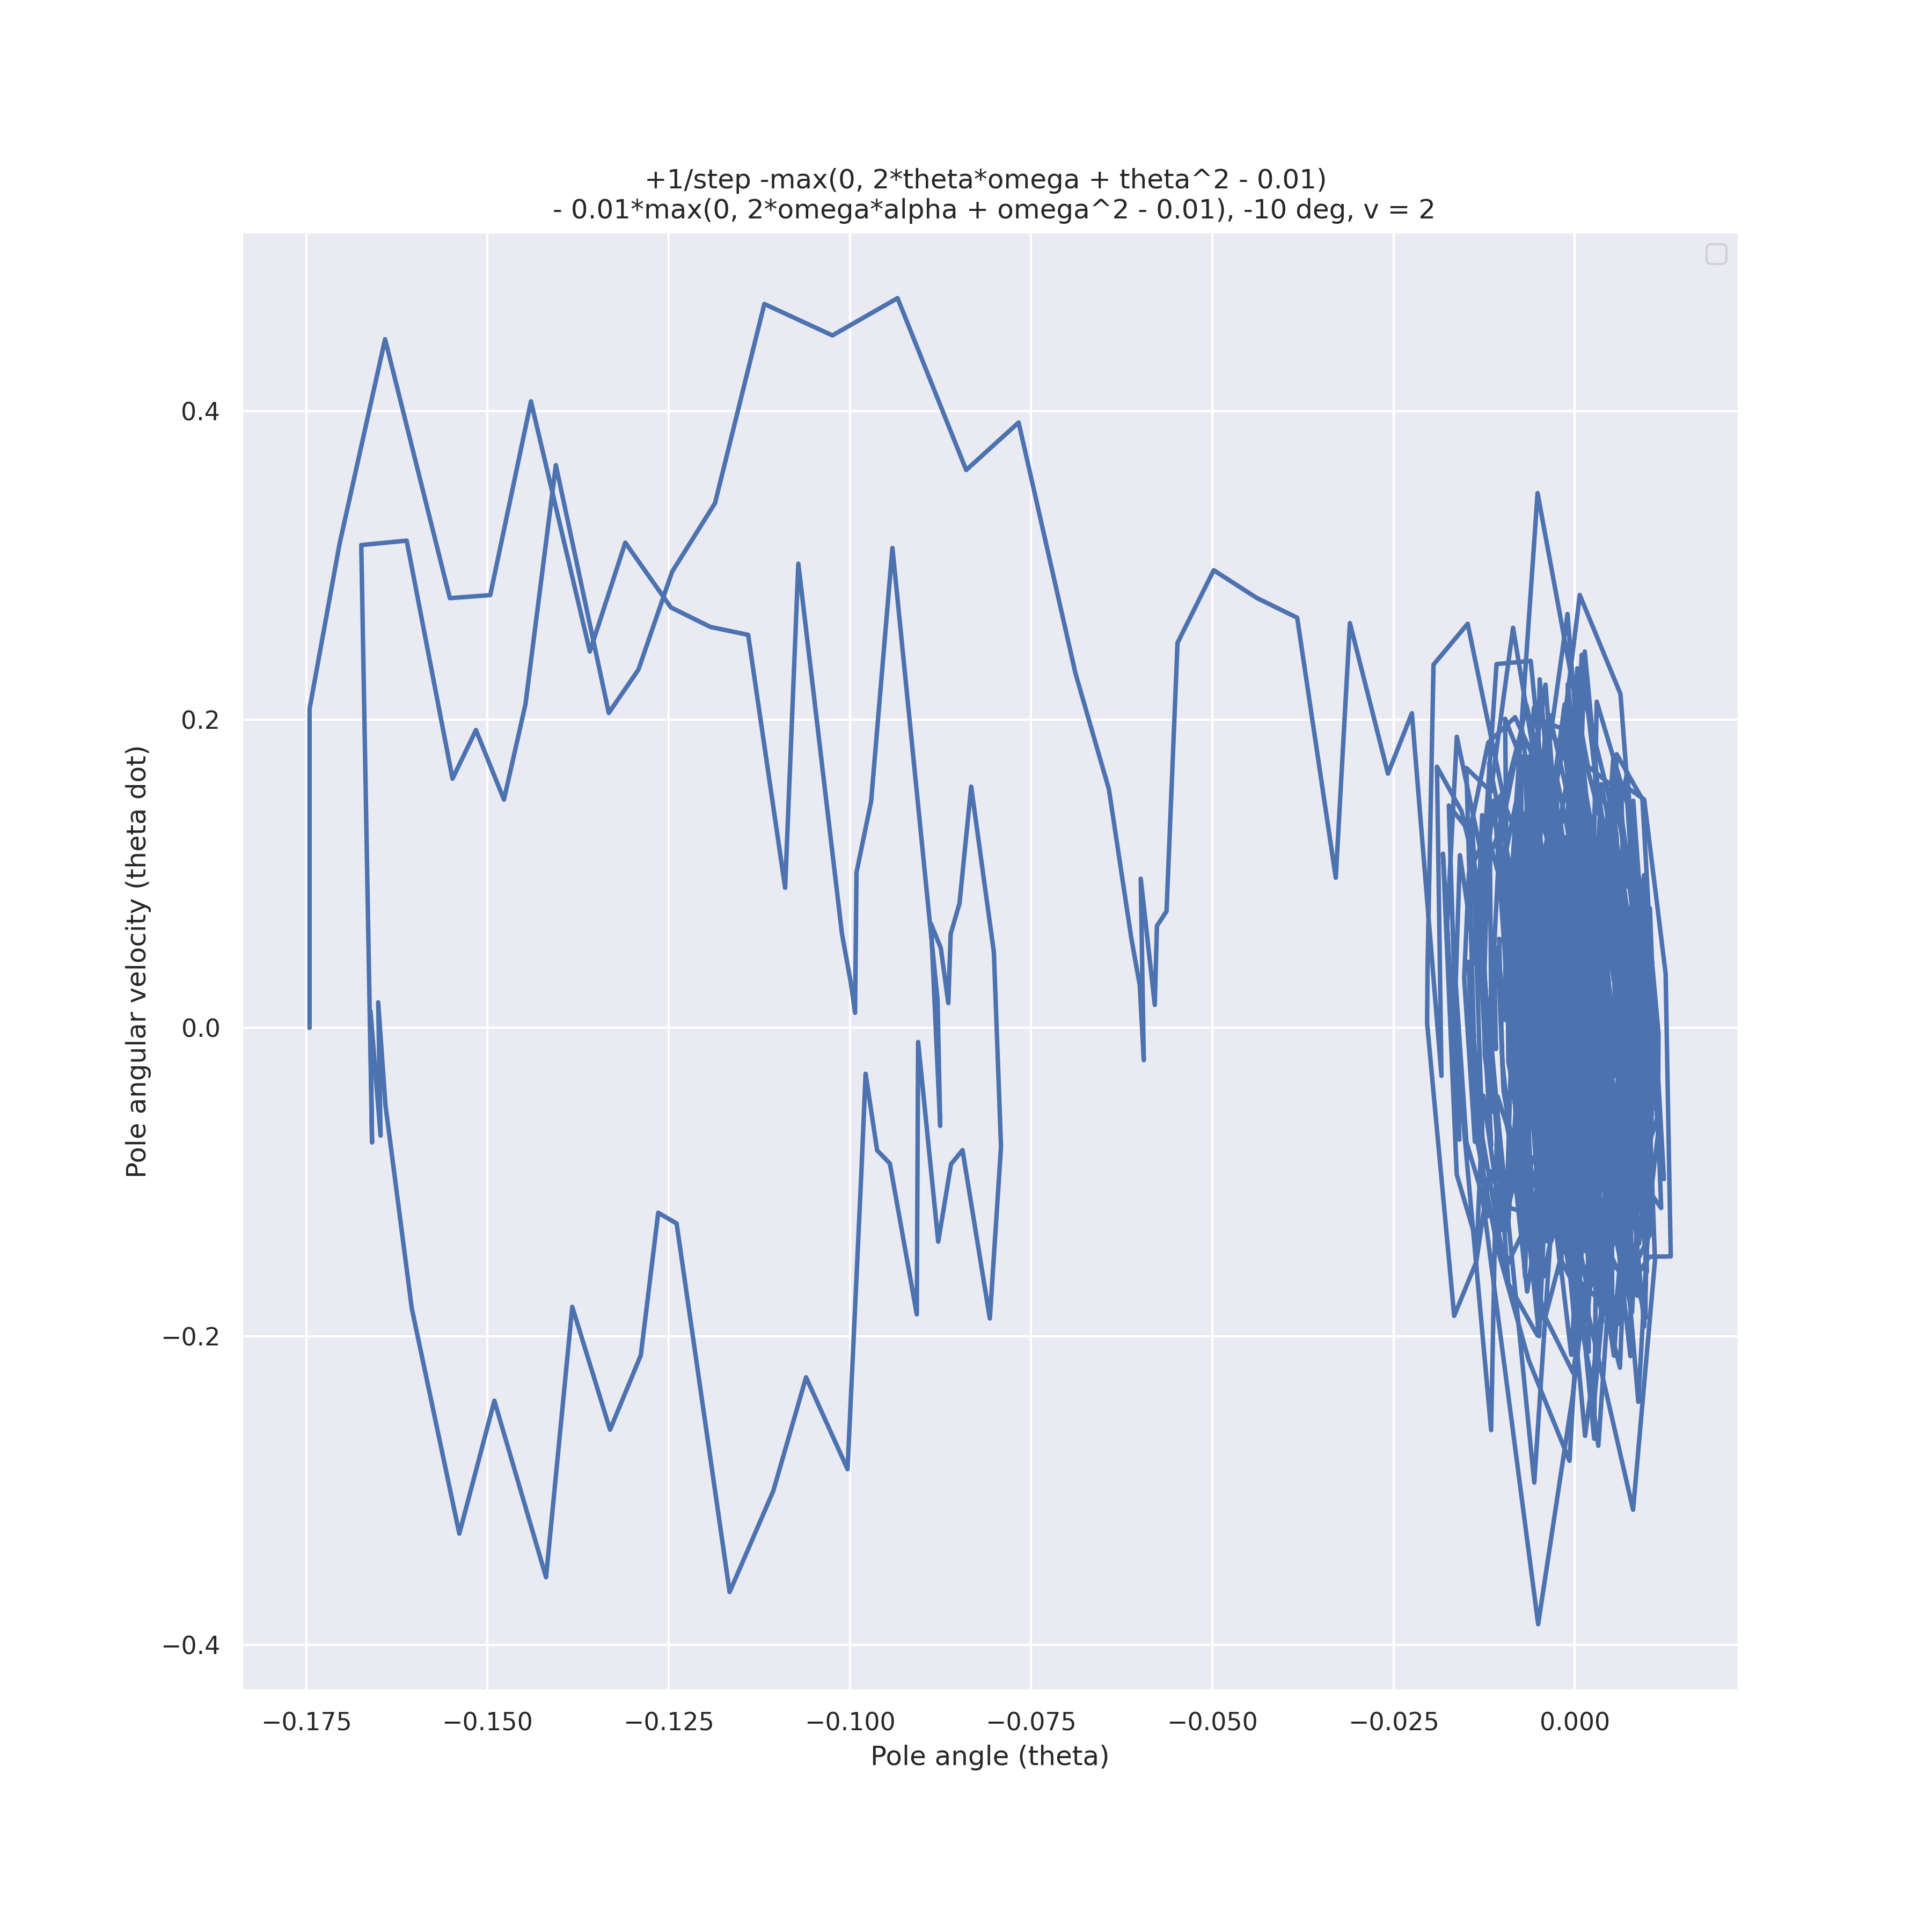 +1/step -max(0, 2*theta*omega + theta^2 - 0.01)
- 0.01*max(0, 2*omega*alpha + omega^2 - 0.01), -10 deg, v = 2
0.4
0.2
0.0
−0.2
−0.4
Pole angular velocity (theta dot)
−0.175 −0.150 −0.125 −0.100 −0.075 −0.050 −0.025 0.000
Pole angle (theta)